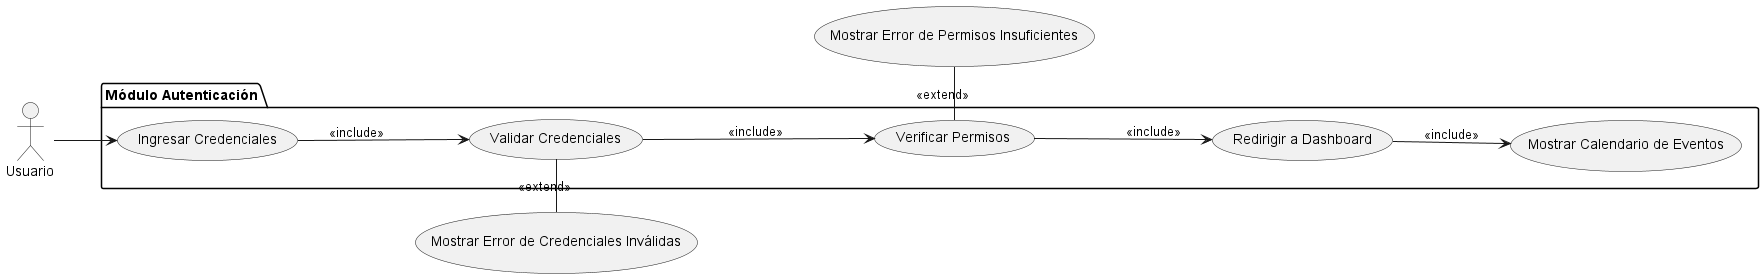 Mostrar Error de Permisos Insuficientes
Módulo Autenticación
«extend»
Ingresar Credenciales
«include»
Validar Credenciales
«include»
Verificar Permisos
«include»
Redirigir a Dashboard
«include»
Mostrar Calendario de Eventos
Usuario
«extend»
Mostrar Error de Credenciales Inválidas